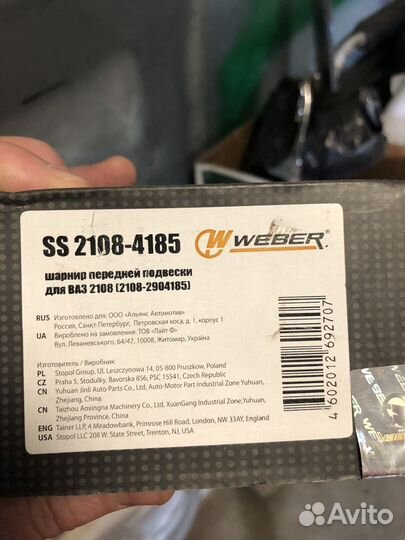 SS 2108-4185
WEBER
шарнир передней подвески
для ВАЗ 2108 (2108-2904185)
RUS Изготовлено для: ООО «Альянс Автомотив»
Россия, Санкт-Петербург, Петровская коса д. 1, корпус 1
UA Вироблено на замовлення: ТОВ «Лайт Ф»
Вул. Леваневського, 64/47, 10008, Житомир, Україна
Изготовитель / Виробник:
PL Stopol Group. UL Leszczynowa 14, 05-800 Pruszkow, Poland
CZ Praha 5, Stodulky, Bavorska 856, PSC 15541, Czech Republic
CN Yuhuan Jinli Auto Parts Co., Ltd, Auto-Motor Part Industrial Zone,Yuhuan,
Zhejiang, China
CN Taizhou Aoxingna Machinery Co., Ltd, XuanGang Industrial Zone,Yuhuan,
Zhejiang Province, China
ENG Tainer LLP, 4 Meadowbank, Primrose Hill Road, London, NW 33AY, England
USA Stopol LLC 208 W. State Street, Trenton, NJ, USA
4 602012 692707
WEBER
Avito